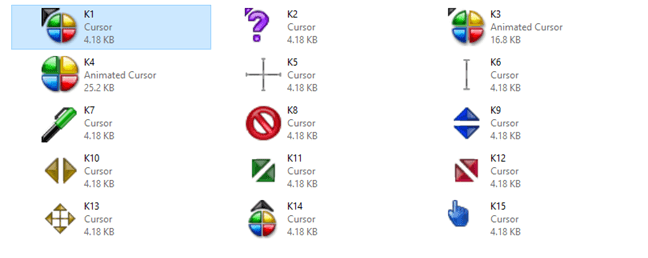 K1
Cursor
4.18 KB
K2
Cursor
4.18 KB
K3
Animated Cursor
16.8 KB
K4
Animated Cursor
25.2 KB
K5
Cursor
4.18 KB
K6
Cursor
4.18 KB
K7
Cursor
4.18 KB
K8
Cursor
4.18 KB
K9
Cursor
4.18 KB
K10
Cursor
4.18 KB
K11
Cursor
4.18 KB
K12
Cursor
4.18 KB
K13
Cursor
4.18 KB
K14
Cursor
4.18 KB
K15
Cursor
4.18 KB